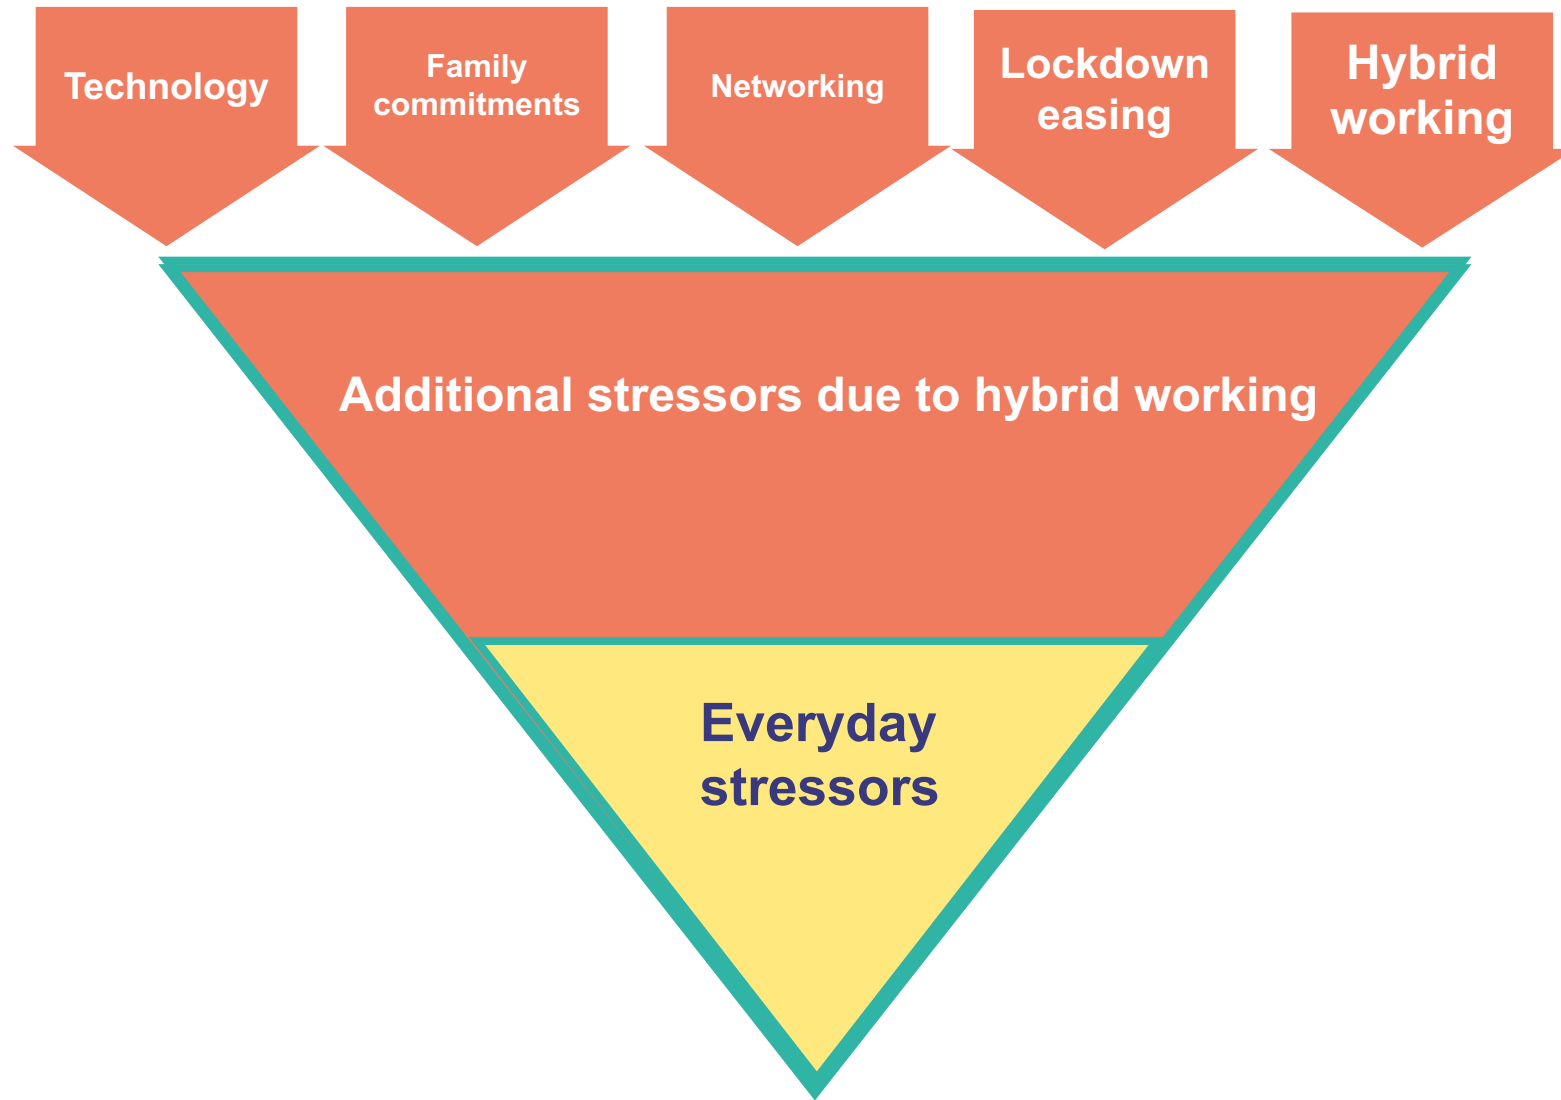 Technology
Family
commitments
Networking
Lockdown
easing
Hybrid
working
Additional stressors due to hybrid working
Everyday
stressors